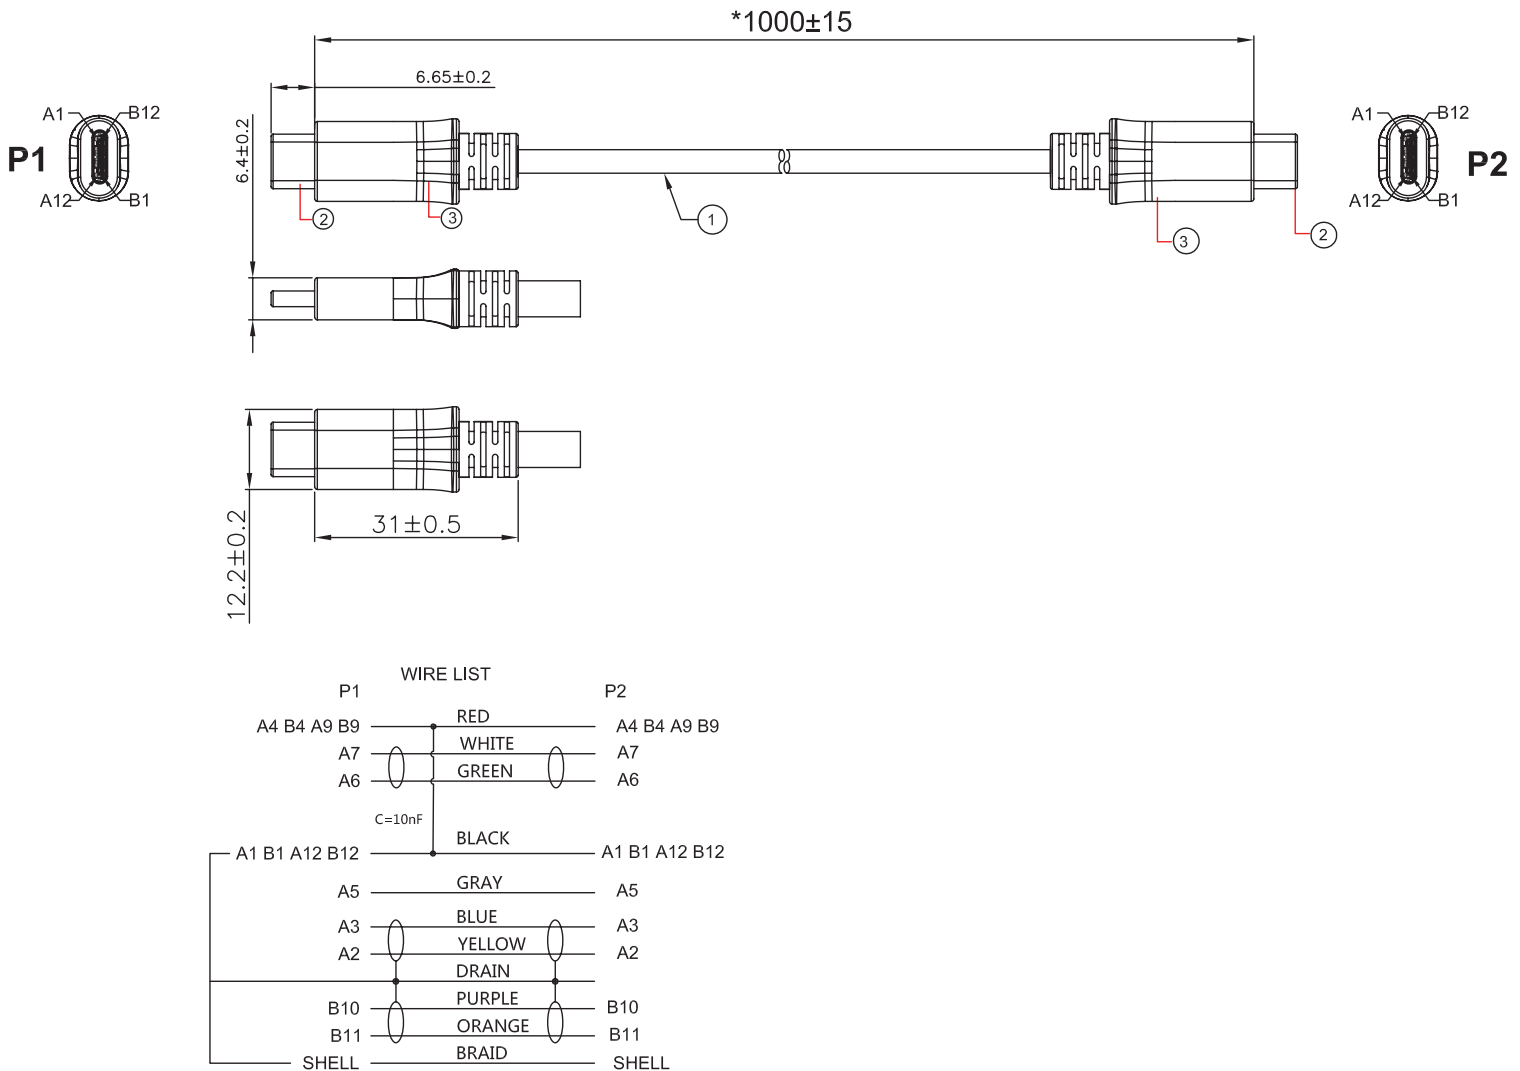 *1000±15
6.65±0.2
A1 B12
P1
A12 B1
6.4±0.2
A1 B12
P2
A12 B1
2
3
1
3
2
31±0.5
12.2±0.2
WIRE LIST
P1 P2
A4 B4 A9 B9 RED A4 B4 A9 B9
A7 WHITE A7
A6 GREEN A6
C=10nF
A1 B1 A12 B12 BLACK A1 B1 A12 B12
A5 GRAY A5
A3 BLUE A3
A2 YELLOW A2
DRAIN
B10 PURPLE B10
B11 ORANGE B11
SHELL BRAID SHELL